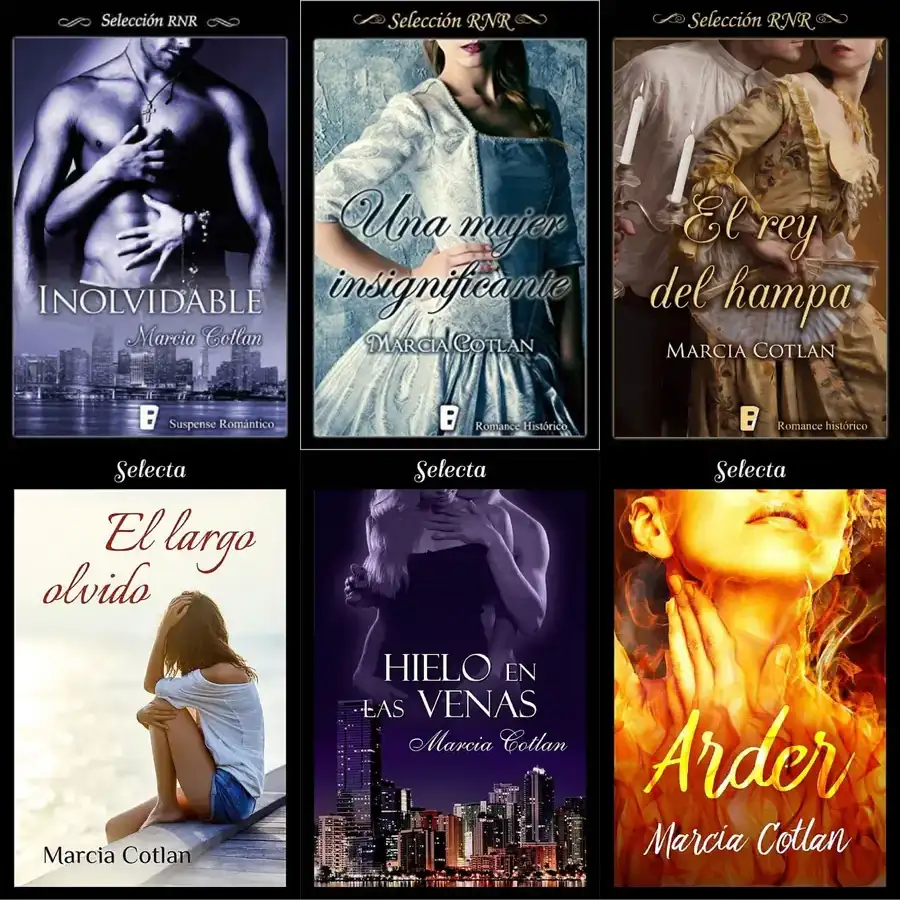 Selección RNR
INOLVIDABLE
Marcia Cotlan
Suspense Romántico
Selección RNR
Una mujer
insignificante
MARCIA COTLAN
Romance Histórico
Selección RNR
El rey
del hampa
MARCIA COTLAN
Romance histórico
Selecta
El largo
olvido
Marcia Cotlan
Selecta
HIELO EN
LAS VENAS
Marcia Cotlan
Selecta
Arder
Marcia Cotlan